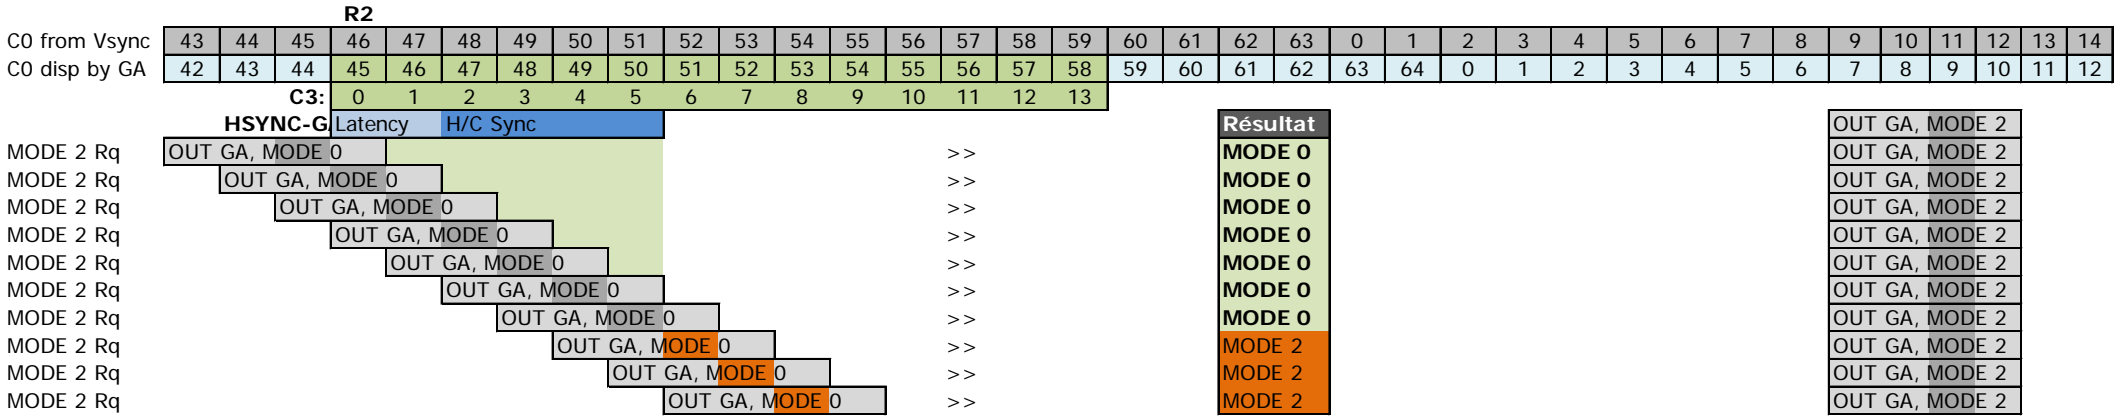 R2
C0 from Vsync 43 44 45 46 47 48 49 50 51 52 53 54 55 56 57 58 59 60 61 62 63 0 1 2 3 4 5 6 7 8 9 10 11 12 13 14
C0 disp by GA 42 43 44 45 46 47 48 49 50 51 52 53 54 55 56 57 58 59 60 61 62 63 64 0 1 2 3 4 5 6 7 8 9 10 11 12
C3: 0 1 2 3 4 5 6 7 8 9 10 11 12 13
HSYNC-GA Latency H/C Sync Résultat OUT GA, MODE 2
MODE 2 Rq OUT GA, MODE 0 >> MODE 0 OUT GA, MODE 2
MODE 2 Rq OUT GA, MODE 0 >> MODE 0 OUT GA, MODE 2
MODE 2 Rq OUT GA, MODE 0 >> MODE 0 OUT GA, MODE 2
MODE 2 Rq OUT GA, MODE 0 >> MODE 0 OUT GA, MODE 2
MODE 2 Rq OUT GA, MODE 0 >> MODE 0 OUT GA, MODE 2
MODE 2 Rq OUT GA, MODE 0 >> MODE 0 OUT GA, MODE 2
MODE 2 Rq OUT GA, MODE 0 >> MODE 0 OUT GA, MODE 2
MODE 2 Rq OUT GA, MODE 0 >> MODE 2 OUT GA, MODE 2
MODE 2 Rq OUT GA, MODE 0 >> MODE 2 OUT GA, MODE 2
MODE 2 Rq OUT GA, MODE 0 >> MODE 2 OUT GA, MODE 2